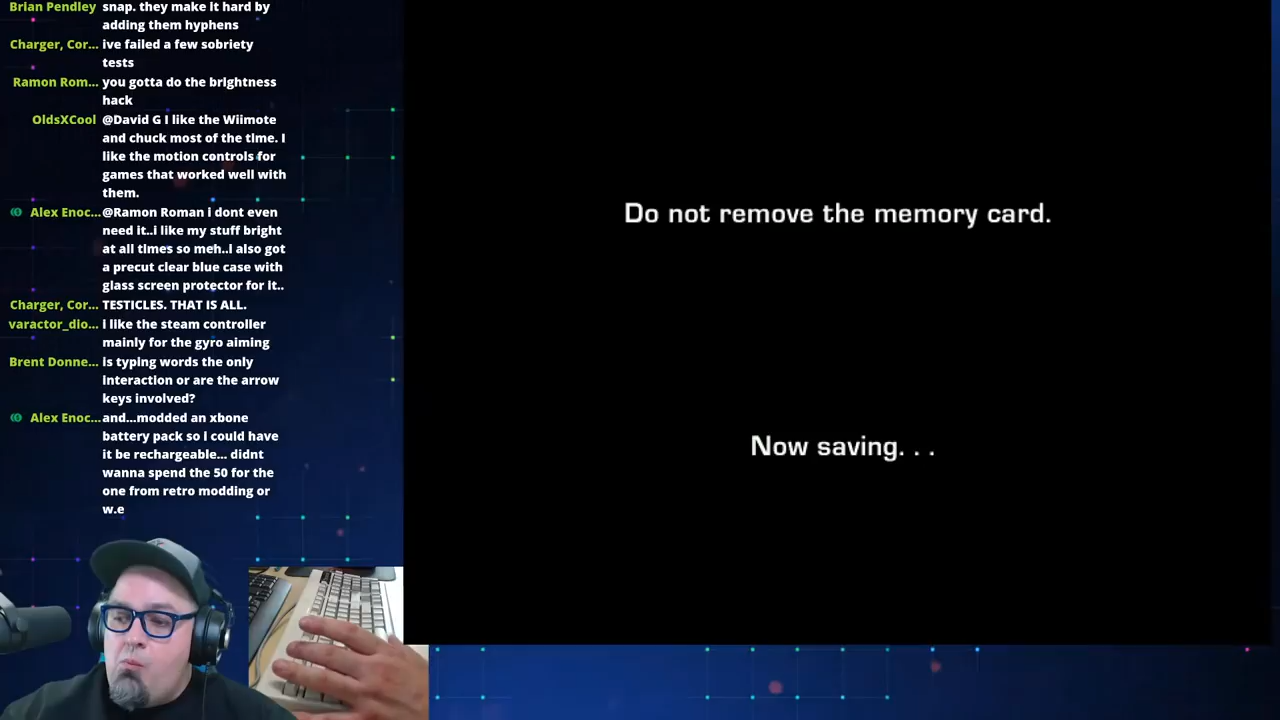 Brian Pendley snap. they make it hard by
adding them hyphens
Charger, Cor... ive failed a few sobriety
tests
Ramon Rom... you gotta do the brightness
hack
OldsXCool @David G I like the Wiimote
and chuck most of the time. I
like the motion controls for
games that worked well with
them.
Alex Enoc... @Ramon Roman I dont even
need it..i like my stuff bright
at all times so meh..I also got
a precut clear blue case with
glass screen protector for it..
Charger, Cor... TESTICLES. THAT IS ALL.
varactor_dio... i like the steam controller
mainly for the gyro aiming
Brent Donne... is typing words the only
interaction or are the arrow
keys involved?
Alex Enoc... and...modded an xbone
battery pack so I could have
it be rechargeable... didnt
wanna spend the 50 for the
one from retro modding or
w.e
Do not remove the memory card.
Now saving. . .